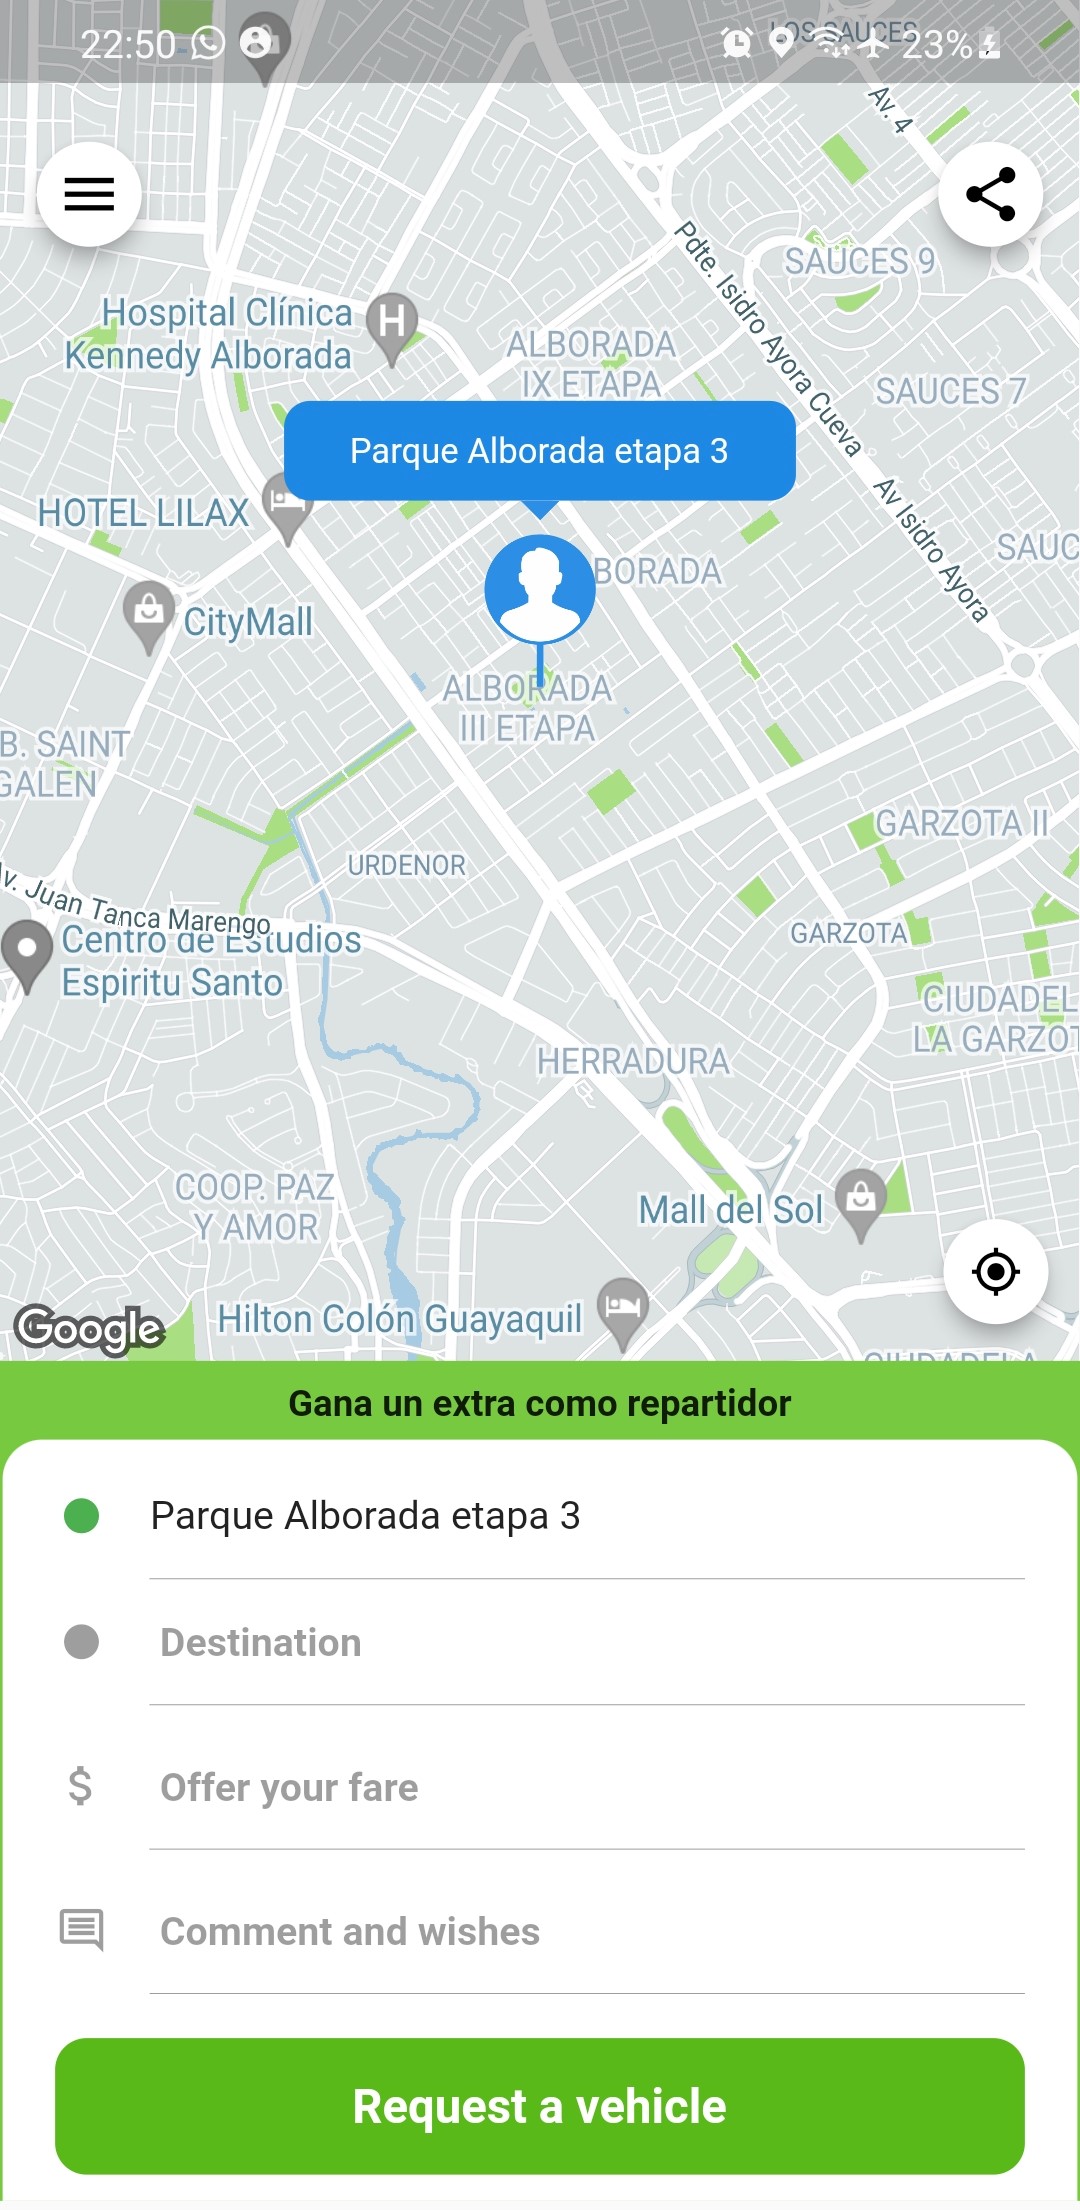 22:50
23%
LOS SAUCES
Av. 4
SAUCES 9
Pdte. Isidro Ayora Cueva
Hospital Clínica
Kennedy Alborada
H
ALBORADA
IX ETAPA
SAUCES 7
Parque Alborada etapa 3
HOTEL LILAX
Av Isidro Ayora
SAUC
BORADA
CityMall
ALBORADA
III ETAPA
B. SAINT
GALEN
GARZOTA II
URDENOR
Av. Juan Tanca Marengo
Centro de Estudios
Espiritu Santo
GARZOTA
CIUDADEL
LA GARZOT
HERRADURA
COOP. PAZ
Y AMOR
Mall del Sol
Hilton Colón Guayaquil
Google
CIUDADELA
Gana un extra como repartidor
Parque Alborada etapa 3
Destination
$ Offer your fare
Comment and wishes
Request a vehicle